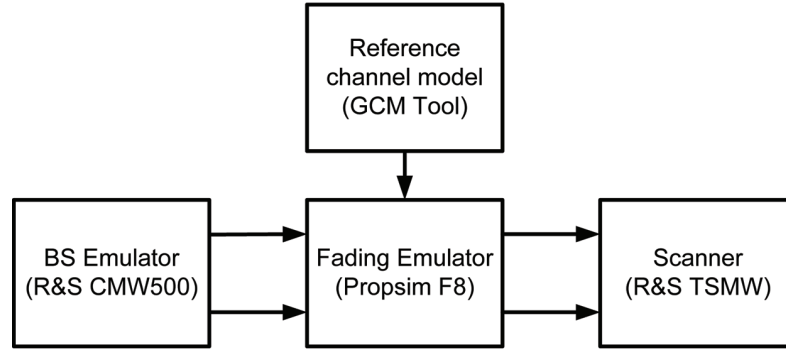 Reference
channel model
(GCM Tool)
BS Emulator
(R&S CMW500)
Fading Emulator
(Propsim F8)
Scanner
(R&S TSMW)